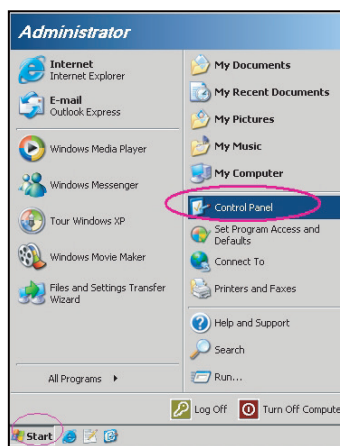 Administrator
Internet
Internet Explorer
E-mail
Outlook Express
Windows Media Player
Windows Messenger
Tour Windows XP
Windows Movie Maker
Files and Settings Transfer
Wizard
All Programs
My Documents
My Recent Documents
My Pictures
My Music
My Computer
Control Panel
Set Program Access and
Defaults
Connect To
Printers and Faxes
Help and Support
Search
Run...
Log Off
Turn Off Compute
Start